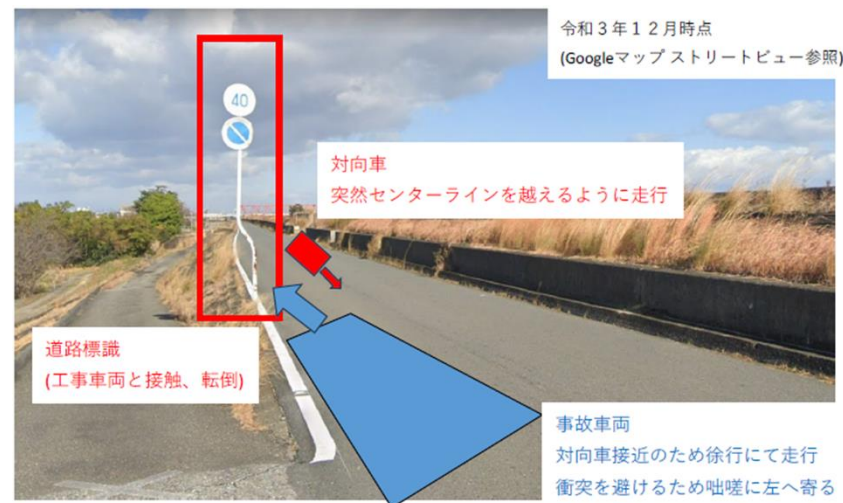 令和３年１２月時点
(Googleマップ ストリートビュー参照)
40
対向車
突然センターラインを越えるように走行
道路標識
(工事車両と接触、転倒)
事故車両
対向車接近のため徐行にて走行
衝突を避けるため咄嗟に左へ寄る